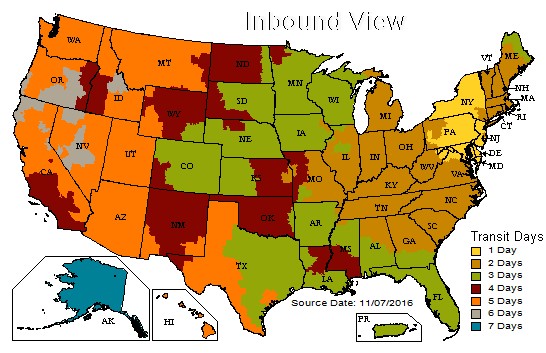 Inbound View
WA
MT
ND
MN
ME
VT
NH
MA
RI
CT
NY
OR
ID
WY
SD
WI
MI
PA
NJ
DE
MD
NV
UT
CO
NE
IA
IL
IN
OH
WV
VA
CA
AZ
NM
KS
OK
MO
KY
TN
NC
SC
TX
AR
LA
MS
AL
GA
FL
AK
HI
PR
Source Date: 11/07/2016
Transit Days
1 Day
2 Days
3 Days
4 Days
5 Days
6 Days
7 Days